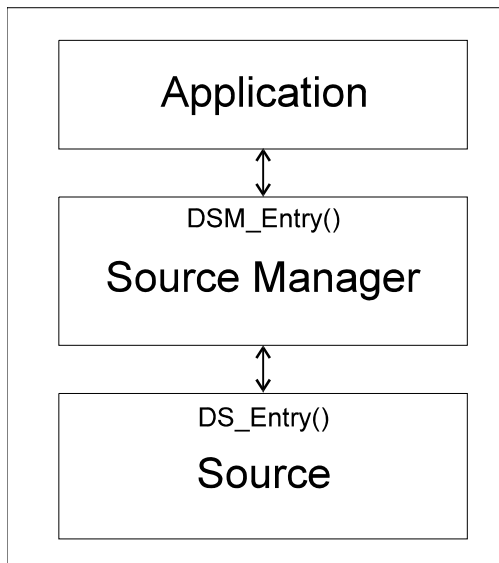 Application
DSM_Entry()
Source Manager
DS_Entry()
Source